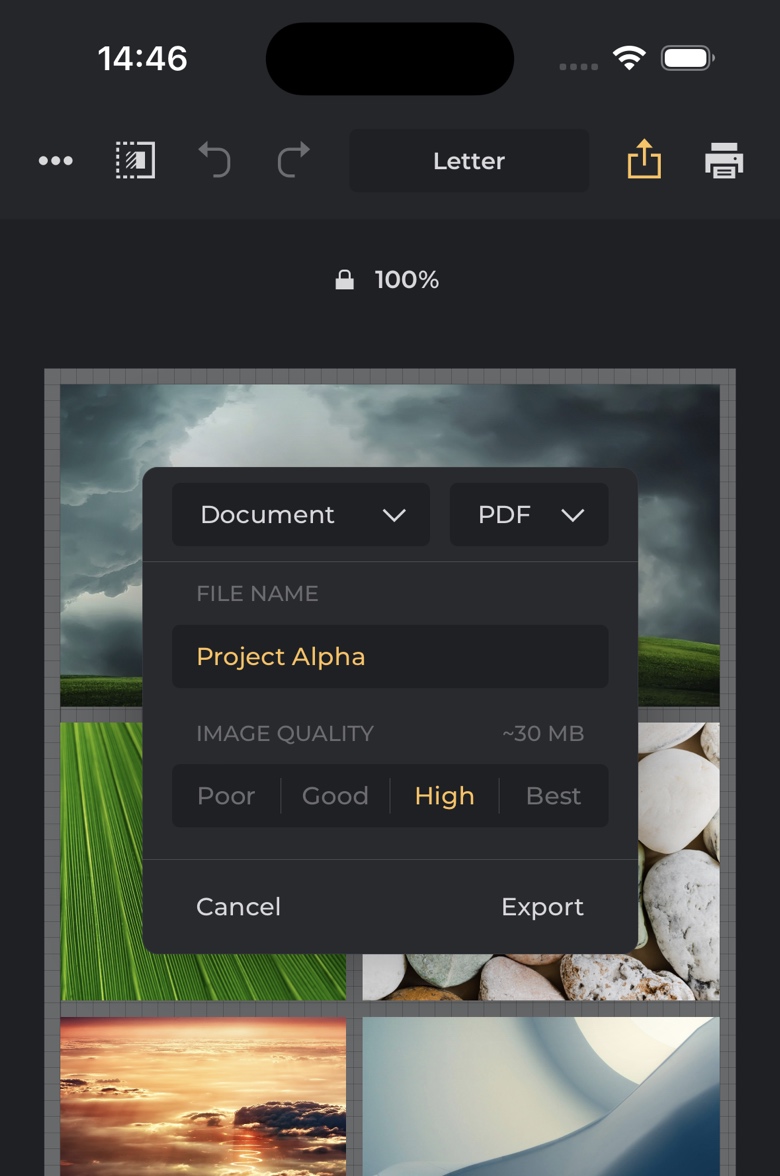 14:46
Letter
100%
Document PDF
FILE NAME
Project Alpha
IMAGE QUALITY ~30 MB
Poor Good High Best
Cancel Export